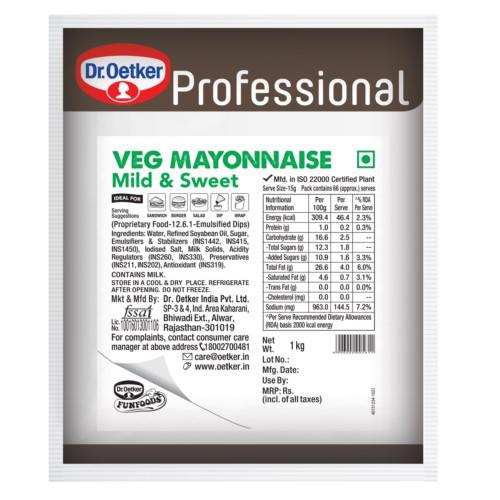 Dr.Oetker
Professional
VEG MAYONNAISE
Mild & Sweet
✓ Mfd. in ISO 22000 Certified Plant
Serve Size-15g Pack contains 66 (approx.) serves
IDEAL FOR
Serving
Suggestions SANDWICH BURGER SALAD DIP WRAP
(Proprietary Food-12.6.1-Emulsified Dips)
Ingredients: Water, Refined Soyabean Oil, Sugar,
Emulsifiers & Stabilizers (INS1442, INS415,
INS1450), Iodised Salt, Milk Solids, Acidity
Regulators (INS260, INS330), Preservatives
(INS211, INS202), Antioxidant (INS319).
CONTAINS MILK.
STORE IN A COOL & DRY PLACE. REFRIGERATE
AFTER OPENING. DO NOT FREEZE.
Mkt & Mfd By: Dr. Oetker India Pvt. Ltd.
SP-3 & 4, Ind. Area Kaharani,
Bhiwadi Ext., Alwar,
Rajasthan-301019
fssai
Lic. No. 10016013001106
For complaints, contact consumer care
manager at above address 18002700481
care@oetker.in
www.oetker.in
Nutritional Information Per 100g Per Serve ^% RDA Per Serve
Energy (kcal) 309.4 46.4 2.3%
Protein (g) 1.0 0.2 0.3%
Carbohydrate (g) 16.6 2.5 --
-Total Sugars (g) 12.3 1.8 --
-Added Sugars (g) 10.9 1.6 3.3%
Total Fat (g) 26.6 4.0 6.0%
-Saturated Fat (g) 4.6 0.7 3.1%
-Trans Fat (g) 0.0 0.0 --
-Cholesterol (mg) 0.0 0.0 --
Sodium (mg) 963.0 144.5 7.2%
^Per Serve Recommended Dietary Allowances
(RDA) basis 2000 kcal energy
Net
Wt. 1 kg
Lot No.:
Mfg. Date:
Use By:
MRP: Rs.
(incl. of all taxes)
Dr.Oetker
FUNFOODS